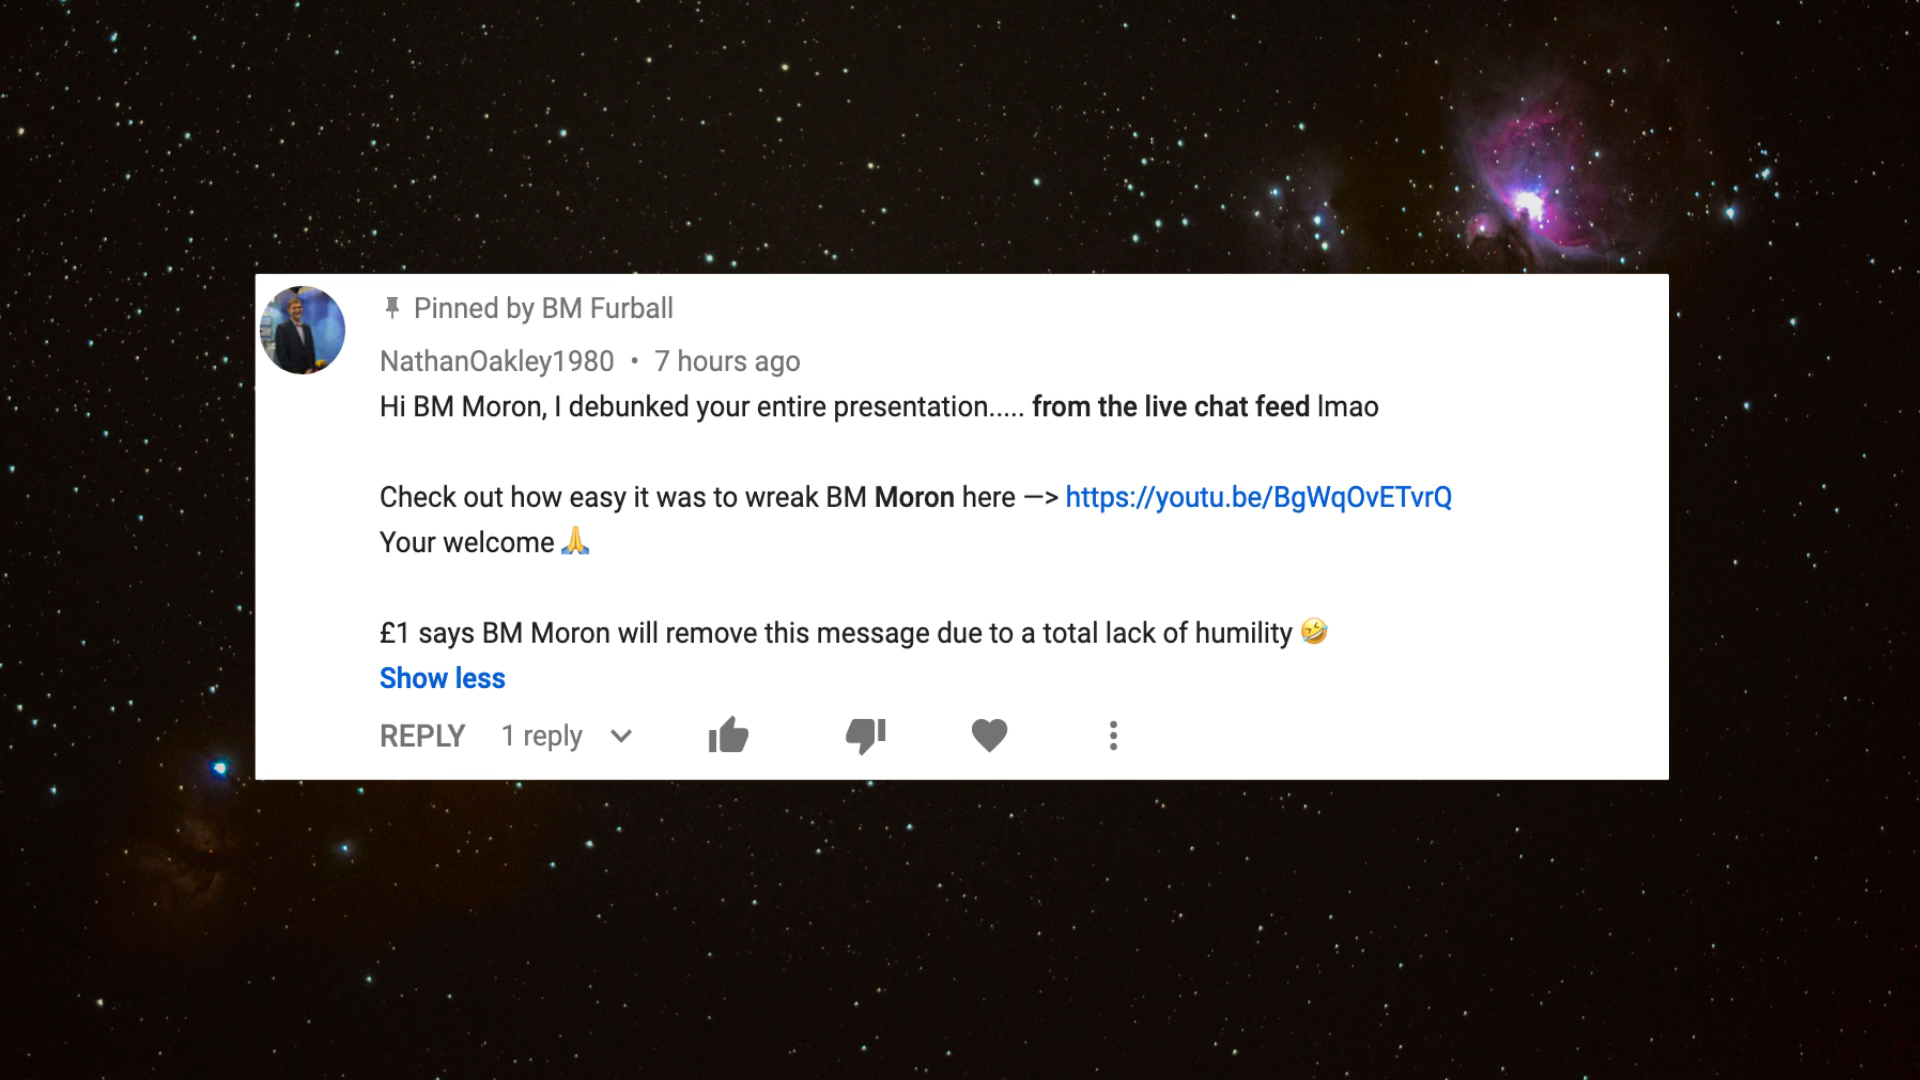 Pinned by BM Furball
NathanOakley1980 • 7 hours ago
Hi BM Moron, I debunked your entire presentation..... from the live chat feed lmao
Check out how easy it was to wreak BM Moron here —> https://youtu.be/BgWqOvETvrQ
Your welcome 🙏
£1 says BM Moron will remove this message due to a total lack of humility 🤣
Show less
REPLY 1 reply